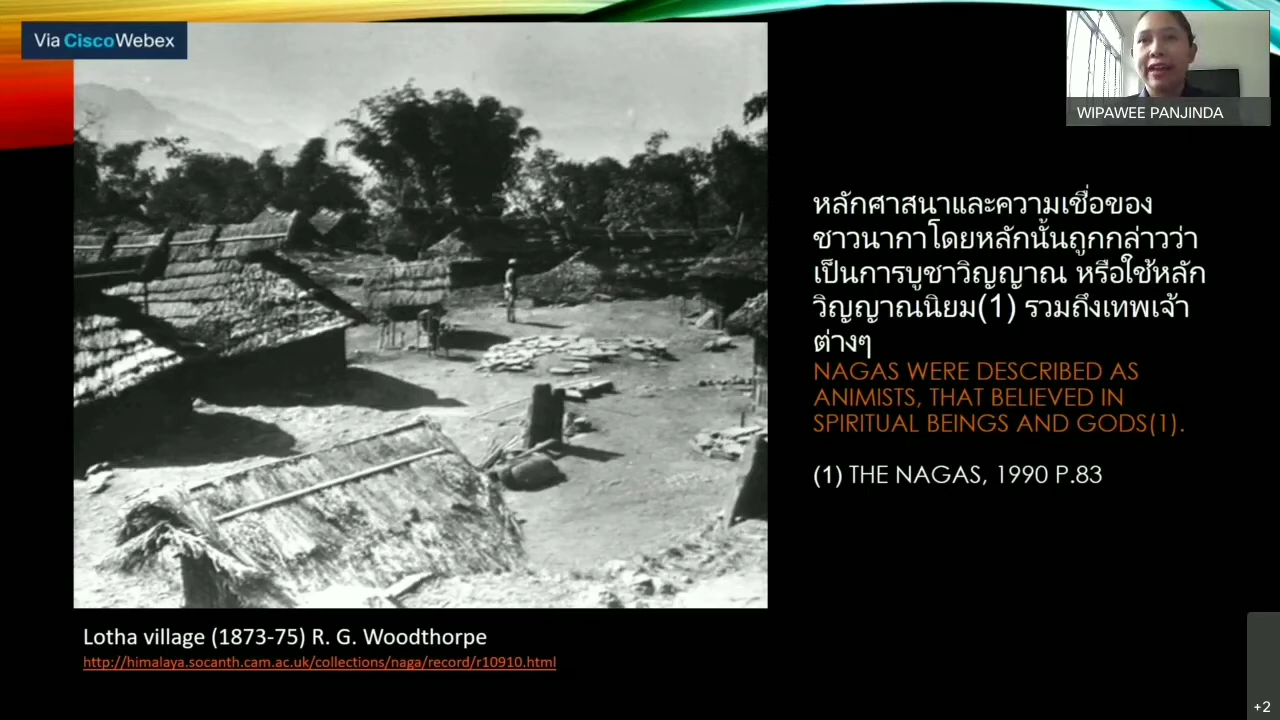 Via Cisco Webex
WIPAWEE PANJINDA
หลักศาสนาและความเชื่อของ
ชาวนากาโดยหลักนั้นถูกกล่าวว่า
เป็นการบูชาวิญญาณ หรือใช้หลัก
วิญญาณนิยม(1) รวมถึงเทพเจ้า
ต่างๆ
NAGAS WERE DESCRIBED AS
ANIMISTS, THAT BELIEVED IN
SPIRITUAL BEINGS AND GODS(1).
(1) THE NAGAS, 1990 P.83
Lotha village (1873-75) R. G. Woodthorpe
http://himalaya.socanth.cam.ac.uk/collections/naga/record/r10910.html
+2